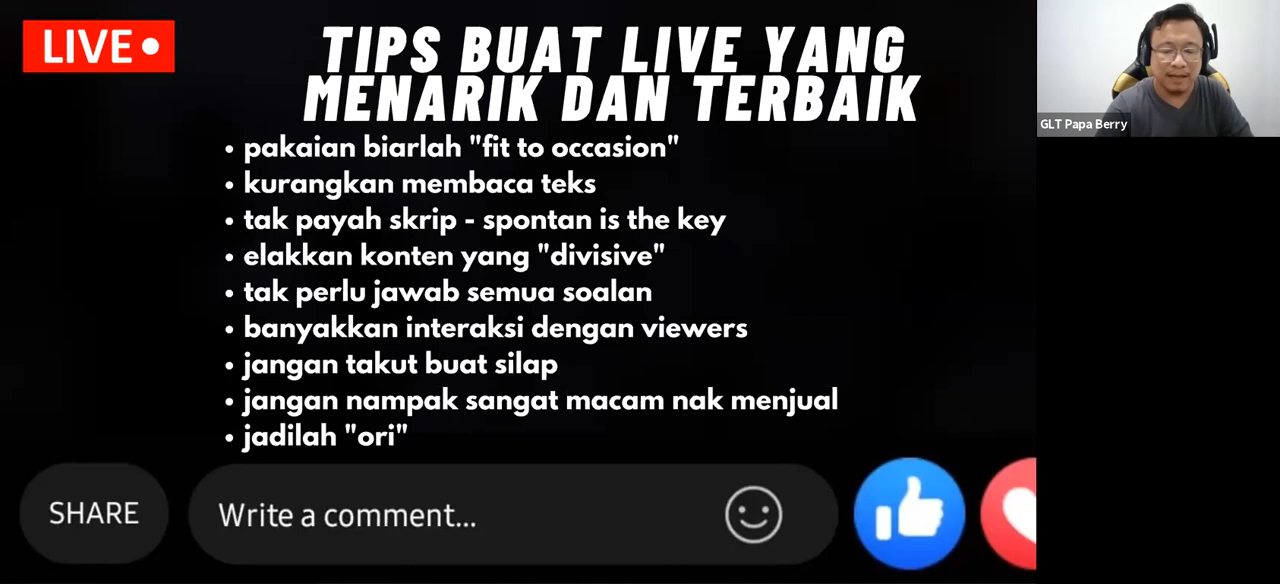 LIVE
TIPS BUAT LIVE YANG
MENARIK DAN TERBAIK
• pakaian biarlah "fit to occasion"
• kurangkan membaca teks
• tak payah skrip - spontan is the key
• elakkan konten yang "divisive"
• tak perlu jawab semua soalan
• banyakkan interaksi dengan viewers
• jangan takut buat silap
• jangan nampak sangat macam nak menjual
• jadilah "ori"
SHARE
Write a comment...
GLT Papa Berry